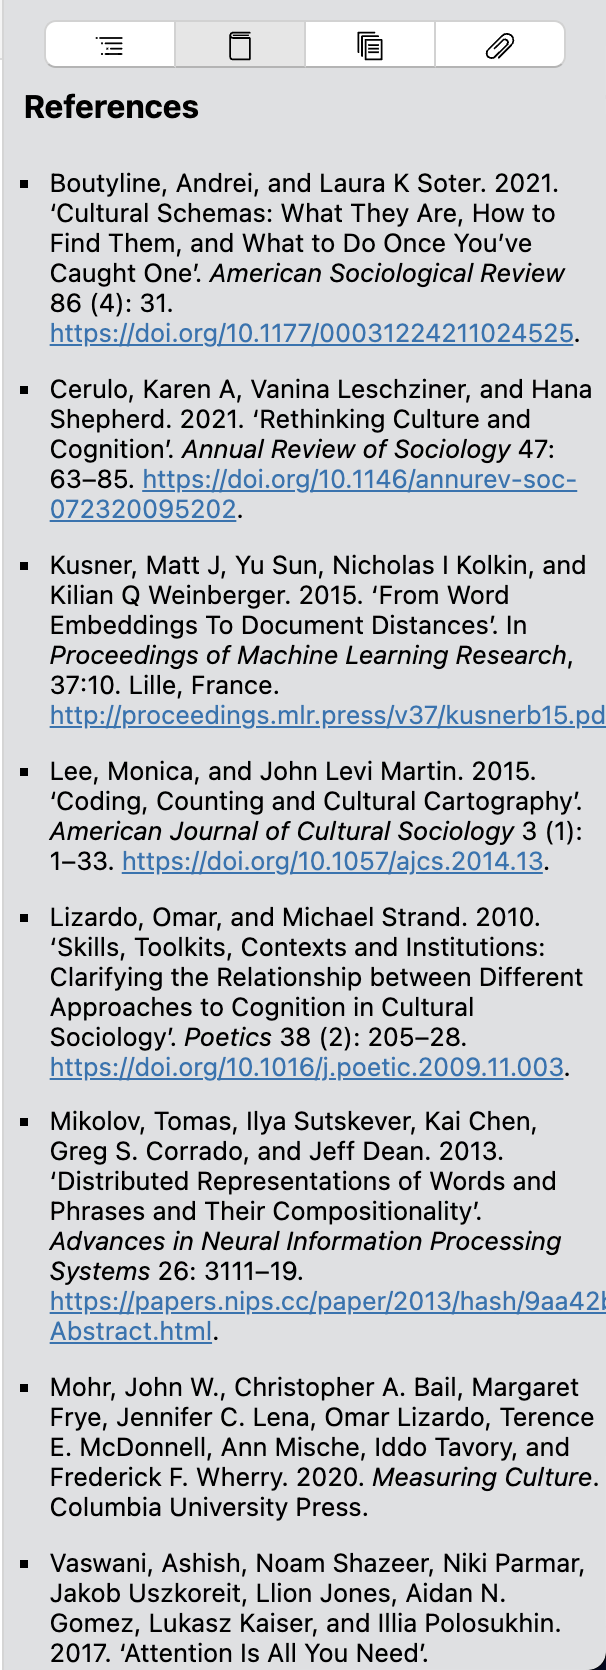 References
▪ Boutyline, Andrei, and Laura K Soter. 2021.
‘Cultural Schemas: What They Are, How to
Find Them, and What to Do Once You’ve
Caught One’. American Sociological Review
86 (4): 31.
https://doi.org/10.1177/00031224211024525.
▪ Cerulo, Karen A, Vanina Leschziner, and Hana
Shepherd. 2021. ‘Rethinking Culture and
Cognition’. Annual Review of Sociology 47:
63–85. https://doi.org/10.1146/annurev-soc-
072320095202.
▪ Kusner, Matt J, Yu Sun, Nicholas I Kolkin, and
Kilian Q Weinberger. 2015. ‘From Word
Embeddings To Document Distances’. In
Proceedings of Machine Learning Research,
37:10. Lille, France.
http://proceedings.mlr.press/v37/kusnerb15.pd
▪ Lee, Monica, and John Levi Martin. 2015.
‘Coding, Counting and Cultural Cartography’.
American Journal of Cultural Sociology 3 (1):
1–33. https://doi.org/10.1057/ajcs.2014.13.
▪ Lizardo, Omar, and Michael Strand. 2010.
‘Skills, Toolkits, Contexts and Institutions:
Clarifying the Relationship between Different
Approaches to Cognition in Cultural
Sociology’. Poetics 38 (2): 205–28.
https://doi.org/10.1016/j.poetic.2009.11.003.
▪ Mikolov, Tomas, Ilya Sutskever, Kai Chen,
Greg S. Corrado, and Jeff Dean. 2013.
‘Distributed Representations of Words and
Phrases and Their Compositionality’.
Advances in Neural Information Processing
Systems 26: 3111–19.
https://papers.nips.cc/paper/2013/hash/9aa42b
Abstract.html.
▪ Mohr, John W., Christopher A. Bail, Margaret
Frye, Jennifer C. Lena, Omar Lizardo, Terence
E. McDonnell, Ann Mische, Iddo Tavory, and
Frederick F. Wherry. 2020. Measuring Culture.
Columbia University Press.
▪ Vaswani, Ashish, Noam Shazeer, Niki Parmar,
Jakob Uszkoreit, Llion Jones, Aidan N.
Gomez, Lukasz Kaiser, and Illia Polosukhin.
2017. ‘Attention Is All You Need’.